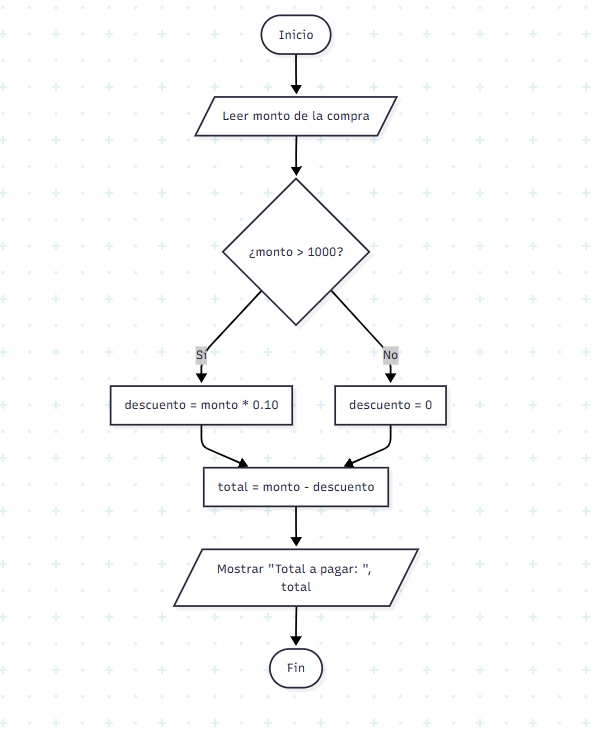 Inicio
Leer monto de la compra
¿monto > 1000?
Sí
No
descuento = monto * 0.10
descuento = 0
total = monto - descuento
Mostrar "Total a pagar: ",
total
Fin